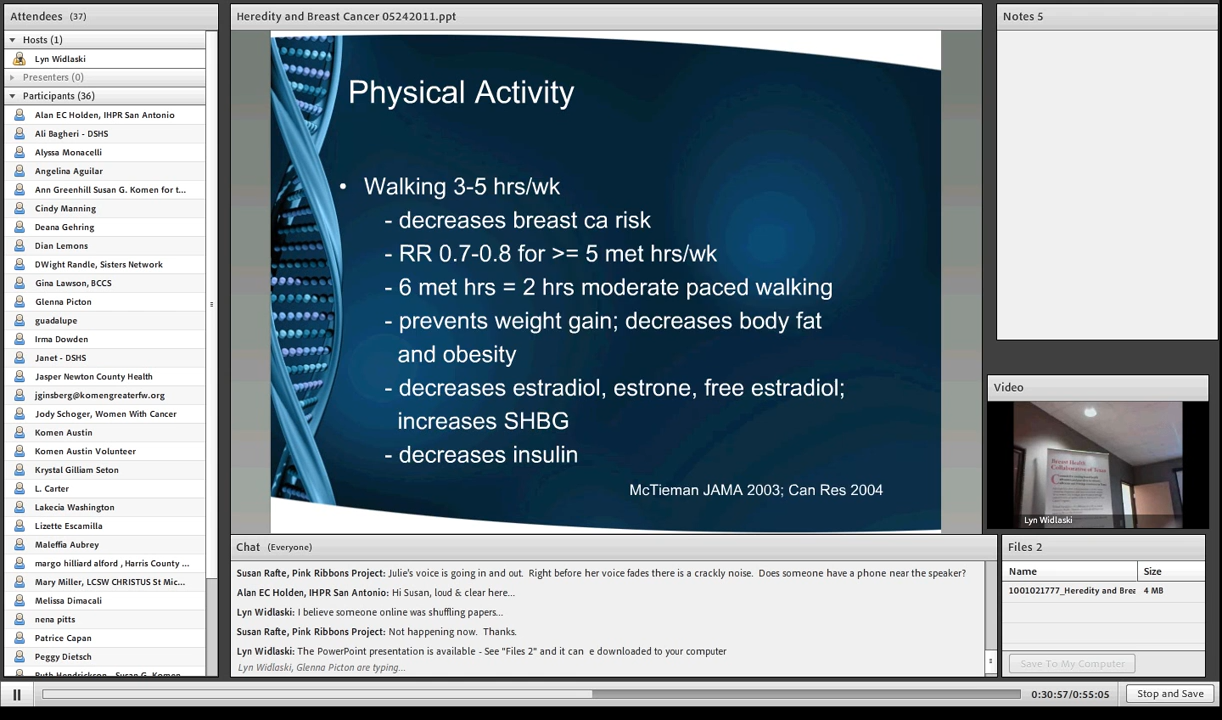 Attendees (37)
Hosts (1)
Lyn Widlaski
Presenters (0)
Participants (36)
Alan EC Holden, IHPR San Antonio
Ali Bagheri - DSHS
Alyssa Monacelli
Angelina Aguilar
Ann Greenhill Susan G. Komen for t...
Cindy Manning
Deana Gehring
Dian Lemons
DWight Randle, Sisters Network
Gina Lawson, BCCS
Glenna Picton
guadalupe
Irma Dowden
Janet - DSHS
Jasper Newton County Health
jginsberg@komengreaterfw.org
Jody Schoger, Women With Cancer
Komen Austin
Komen Austin Volunteer
Krystal Gilliam Seton
L. Carter
Lakecia Washington
Lizette Escamilla
Maleffia Aubrey
margo hilliard alford , Harris County ...
Mary Miller, LCSW CHRISTUS St Mic...
Melissa Dimacali
nena pitts
Patrice Capan
Peggy Dietsch
Ruth Hendrickson - Susan G. Komen
Heredity and Breast Cancer 05242011.ppt
Physical Activity
• Walking 3-5 hrs/wk
- decreases breast ca risk
- RR 0.7-0.8 for >= 5 met hrs/wk
- 6 met hrs = 2 hrs moderate paced walking
- prevents weight gain; decreases body fat
and obesity
- decreases estradiol, estrone, free estradiol;
increases SHBG
- decreases insulin
McTieman JAMA 2003; Can Res 2004
Chat (Everyone)
Susan Rafte, Pink Ribbons Project: Julie's voice is going in and out. Right before her voice fades there is a crackly noise. Does someone have a phone near the speaker?
Alan EC Holden, IHPR San Antonio: Hi Susan, loud & clear here...
Lyn Widlaski: I believe someone online was shuffling papers...
Susan Rafte, Pink Ribbons Project: Not happening now. Thanks.
Lyn Widlaski: The PowerPoint presentation is available - See "Files 2" and it can e downloaded to your computer
Lyn Widlaski, Glenna Picton are typing...
Notes 5
Video
Breast Health
Collaborative of Texas
Lyn Widlaski
Files 2
Name Size
1001021777_Heredity and Brea 4 MB
Save To My Computer
0:30:57/0:55:05
Stop and Save